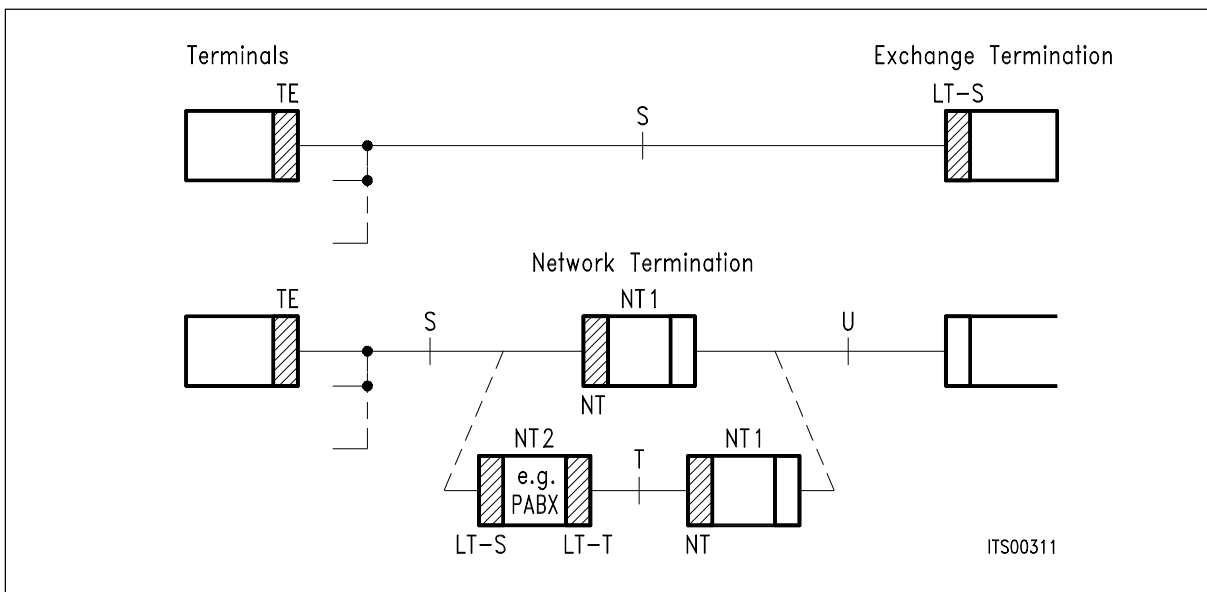 Terminals
Exchange Termination
TE
LT-S
S
Network Termination
TE
S
NT1
U
NT
NT2
T
NT1
e.g.
PABX
LT-S
LT-T
NT
ITS00311